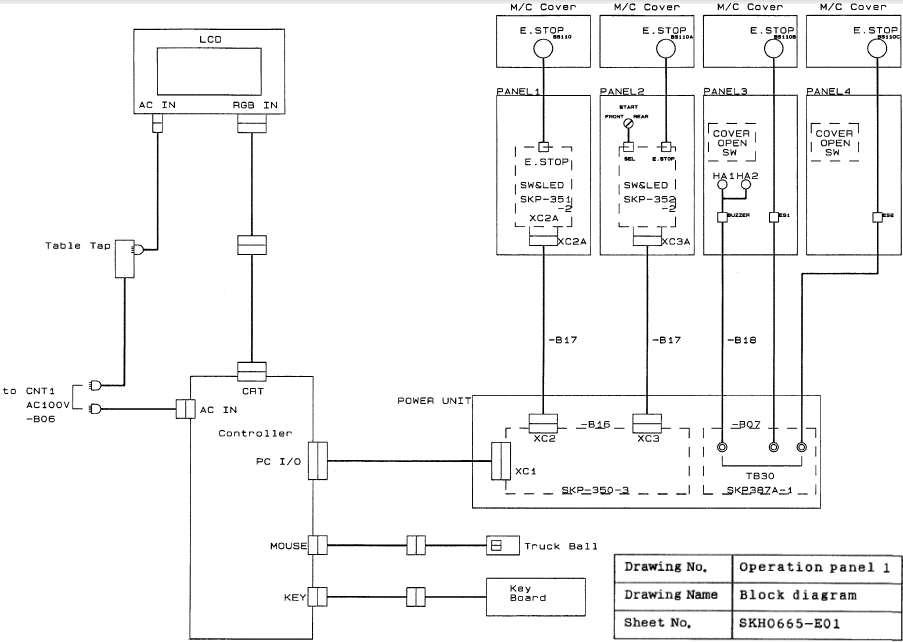 M/C Cover
M/C Cover
M/C Cover
M/C Cover
E.STOP
BS110
E.STOP
BS110A
E.STOP
BS110B
E.STOP
BS110C
LCD
AC IN
RGB IN
PANEL1
PANEL2
PANEL3
PANEL4
START
FRONT
REAR
COVER
OPEN
SW
COVER
OPEN
SW
E.STOP
SEL
E.STOP
SW&LED
SKP-351
-2
XC2A
XC2A
SW&LED
SKP-352
-2
XC3A
HA1
HA2
BUZZER
ES1
ES2
Table Tap
-B17
-B17
-B18
to CNT1
AC100V
-B06
CRT
AC IN
Controller
PC I/O
MOUSE
KEY
POWER UNIT
XC2
-B16
XC3
-B07
XC1
SKP-350-3
TB30
SKP387A-1
Truck Ball
Key
Board
Drawing No. Operation panel 1
Drawing Name Block diagram
Sheet No. SKH0665-E01